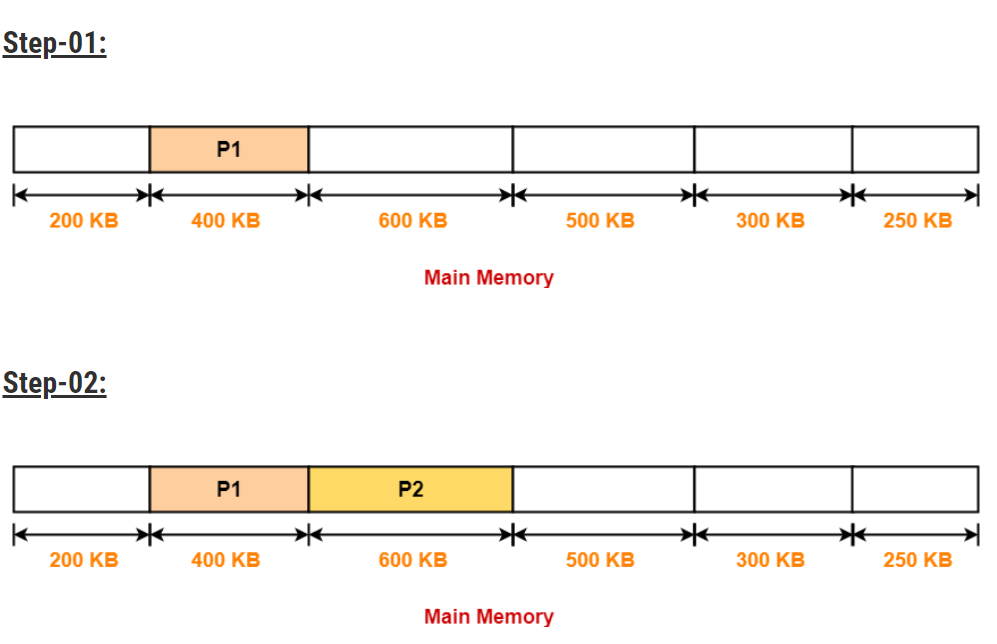 Step-01:
P1
200 KB 400 KB 600 KB 500 KB 300 KB 250 KB
Main Memory
Step-02:
P1 P2
200 KB 400 KB 600 KB 500 KB 300 KB 250 KB
Main Memory